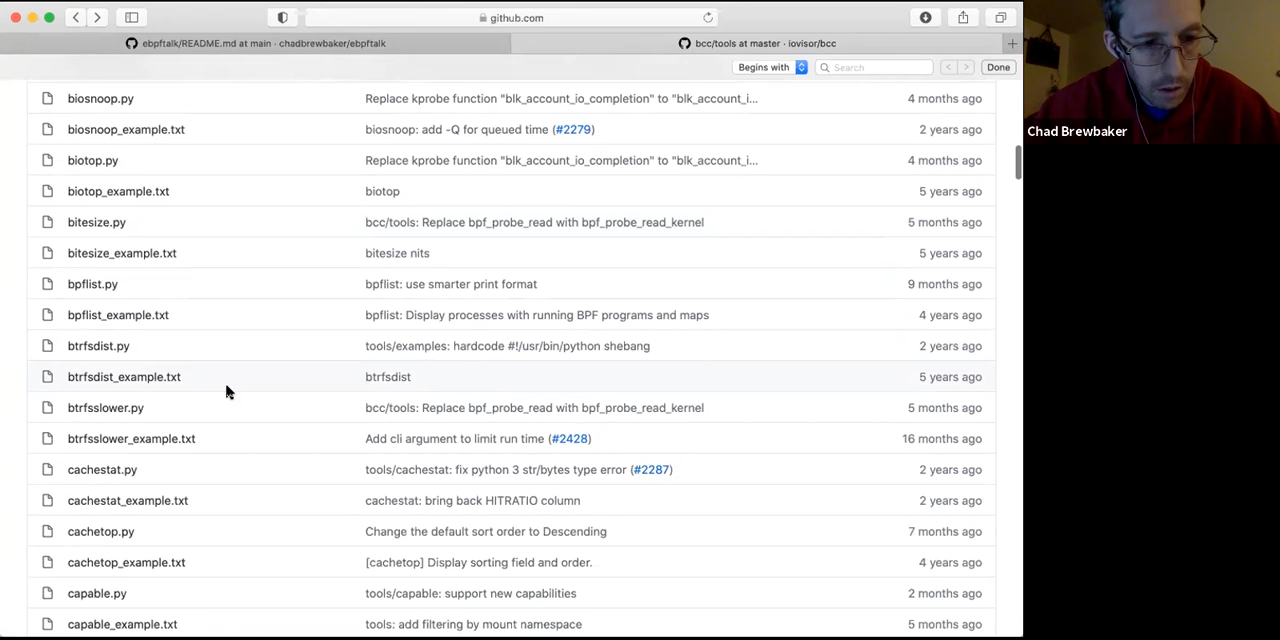 github.com
ebpftalk/README.md at main · chadbrewbaker/ebpftalk
bcc/tools at master · iovisor/bcc
Begins with
Search
Done
biosnoop.py Replace kprobe function "blk_account_io_completion" to "blk_account_i... 4 months ago
biosnoop_example.txt biosnoop: add -Q for queued time (#2279) 2 years ago
biotop.py Replace kprobe function "blk_account_io_completion" to "blk_account_i... 4 months ago
biotop_example.txt biotop 5 years ago
bitesize.py bcc/tools: Replace bpf_probe_read with bpf_probe_read_kernel 5 months ago
bitesize_example.txt bitesize nits 5 years ago
bpflist.py bpflist: use smarter print format 9 months ago
bpflist_example.txt bpflist: Display processes with running BPF programs and maps 4 years ago
btrfsdist.py tools/examples: hardcode #!/usr/bin/python shebang 2 years ago
btrfsdist_example.txt btrfsdist 5 years ago
btrfsslower.py bcc/tools: Replace bpf_probe_read with bpf_probe_read_kernel 5 months ago
btrfsslower_example.txt Add cli argument to limit run time (#2428) 16 months ago
cachestat.py tools/cachestat: fix python 3 str/bytes type error (#2287) 2 years ago
cachestat_example.txt cachestat: bring back HITRATIO column 2 years ago
cachetop.py Change the default sort order to Descending 7 months ago
cachetop_example.txt [cachetop] Display sorting field and order. 4 years ago
capable.py tools/capable: support new capabilities 2 months ago
capable_example.txt tools: add filtering by mount namespace 5 months ago
Chad Brewbaker